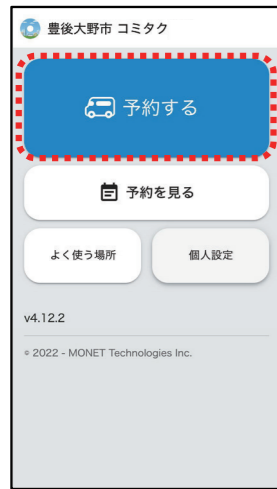 豊後大野市 コミタク
予約する
予約を見る
よく使う場所
個人設定
v4.12.2
© 2022 - MONET Technologies Inc.